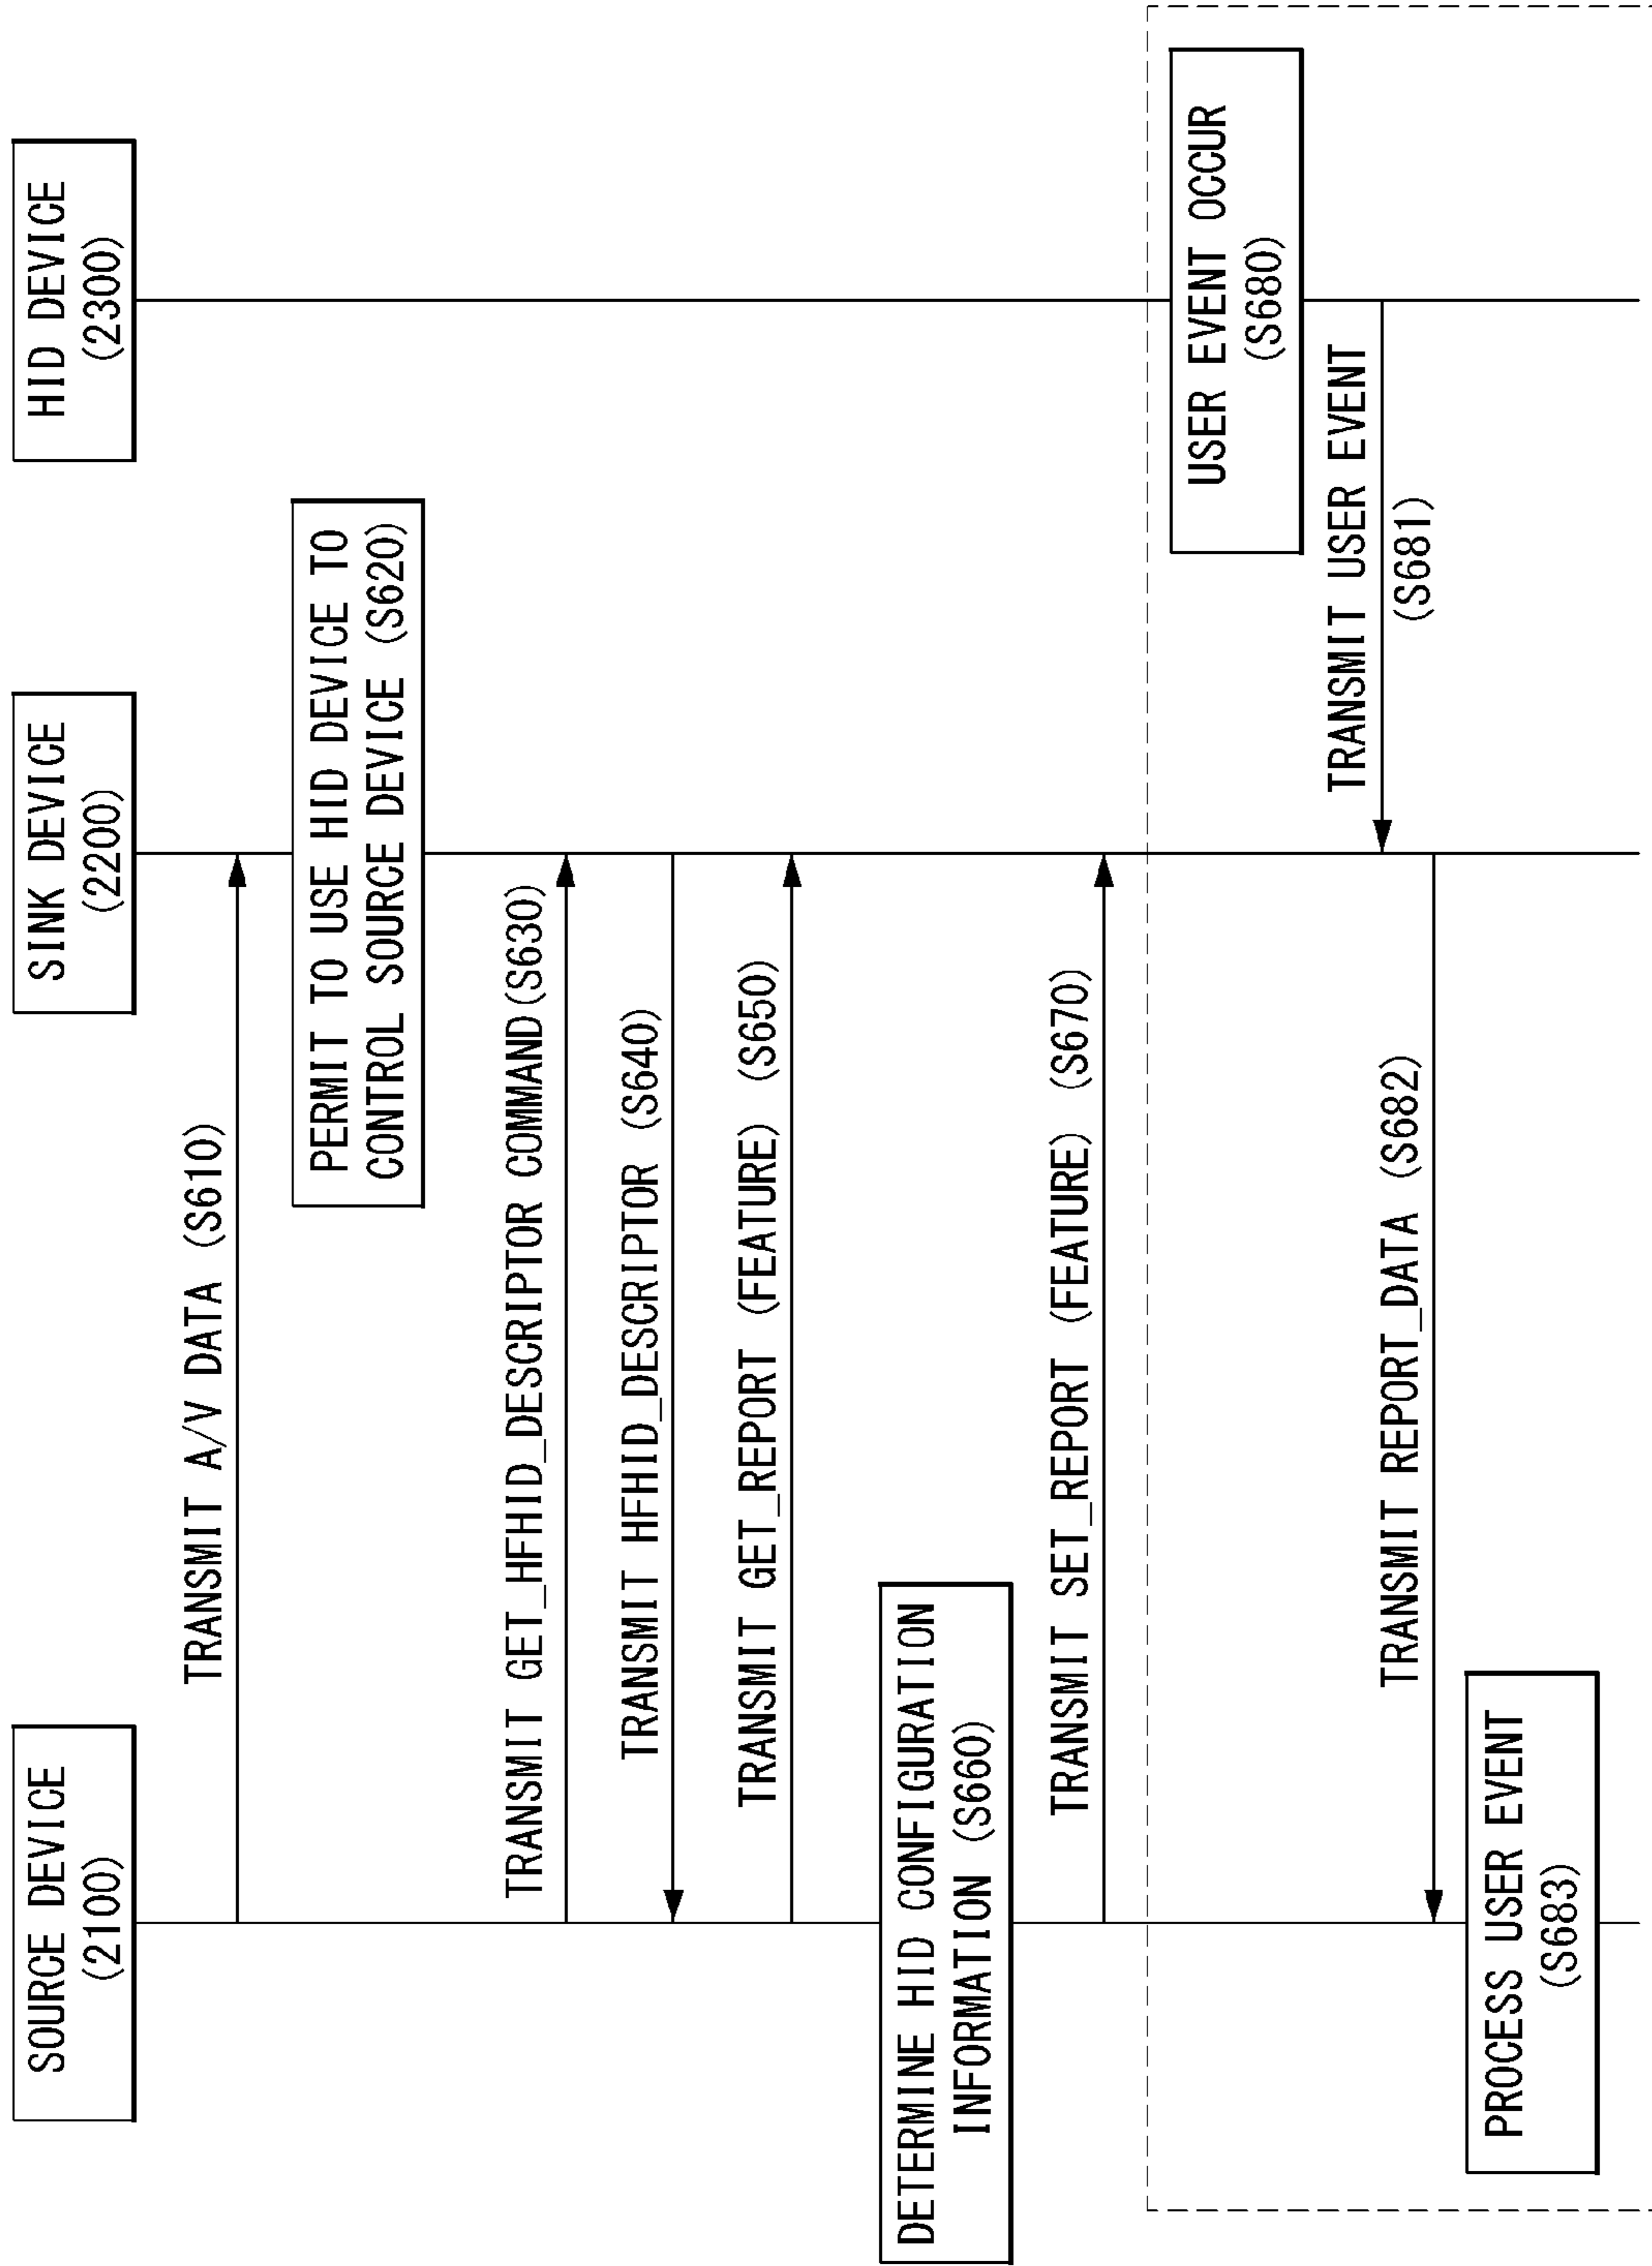 SOURCE DEVICE
(2100)
SINK DEVICE
(2200)
HID DEVICE
(2300)
TRANSMIT A/V DATA (S610)
PERMIT TO USE HID DEVICE TO
CONTROL SOURCE DEVICE (S620)
TRANSMIT GET_HFHID_DESCRIPTOR COMMAND(S630)
TRANSMIT HFHID_DESCRIPTOR (S640)
TRANSMIT GET_REPORT (FEATURE) (S650)
DETERMINE HID CONFIGURATION
INFORMATION (S660)
TRANSMIT SET_REPORT (FEATURE) (S670)
USER EVENT OCCUR
(S680)
TRANSMIT USER EVENT
(S681)
TRANSMIT REPORT_DATA (S682)
PROCESS USER EVENT
(S683)